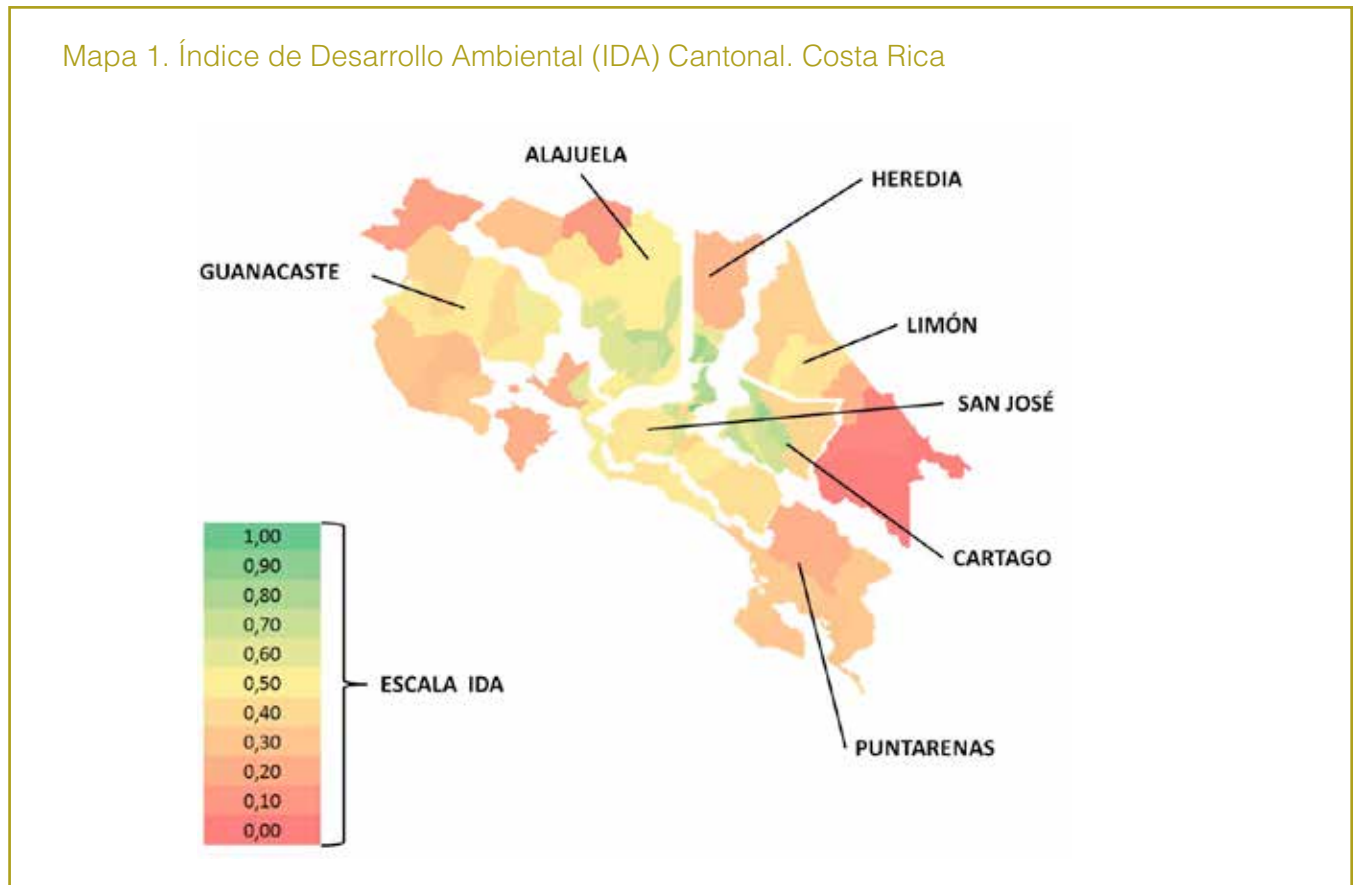 Mapa 1. Índice de Desarrollo Ambiental (IDA) Cantonal. Costa Rica
ALAJUELA
HEREDIA
GUANACASTE
LIMÓN
SAN JOSÉ
CARTAGO
PUNTARENAS
1,00
0,90
0,80
0,70
0,60
0,50
0,40
0,30
0,20
0,10
0,00
ESCALA IDA